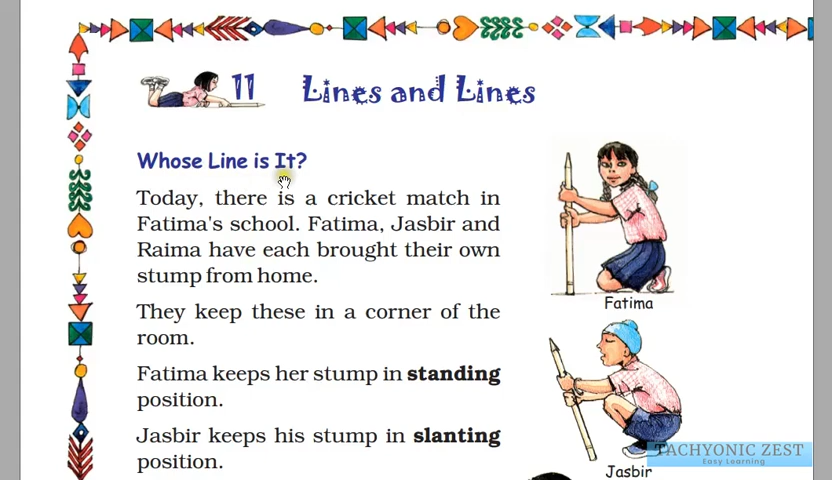 11 Lines and Lines
Whose Line is It?
Today, there is a cricket match in
Fatima's school. Fatima, Jasbir and
Raima have each brought their own
stump from home.
They keep these in a corner of the
room.
Fatima keeps her stump in standing
position.
Jasbir keeps his stump in slanting
position.
Fatima
Jasbir
TACHYONIC ZEST
Easy Learning